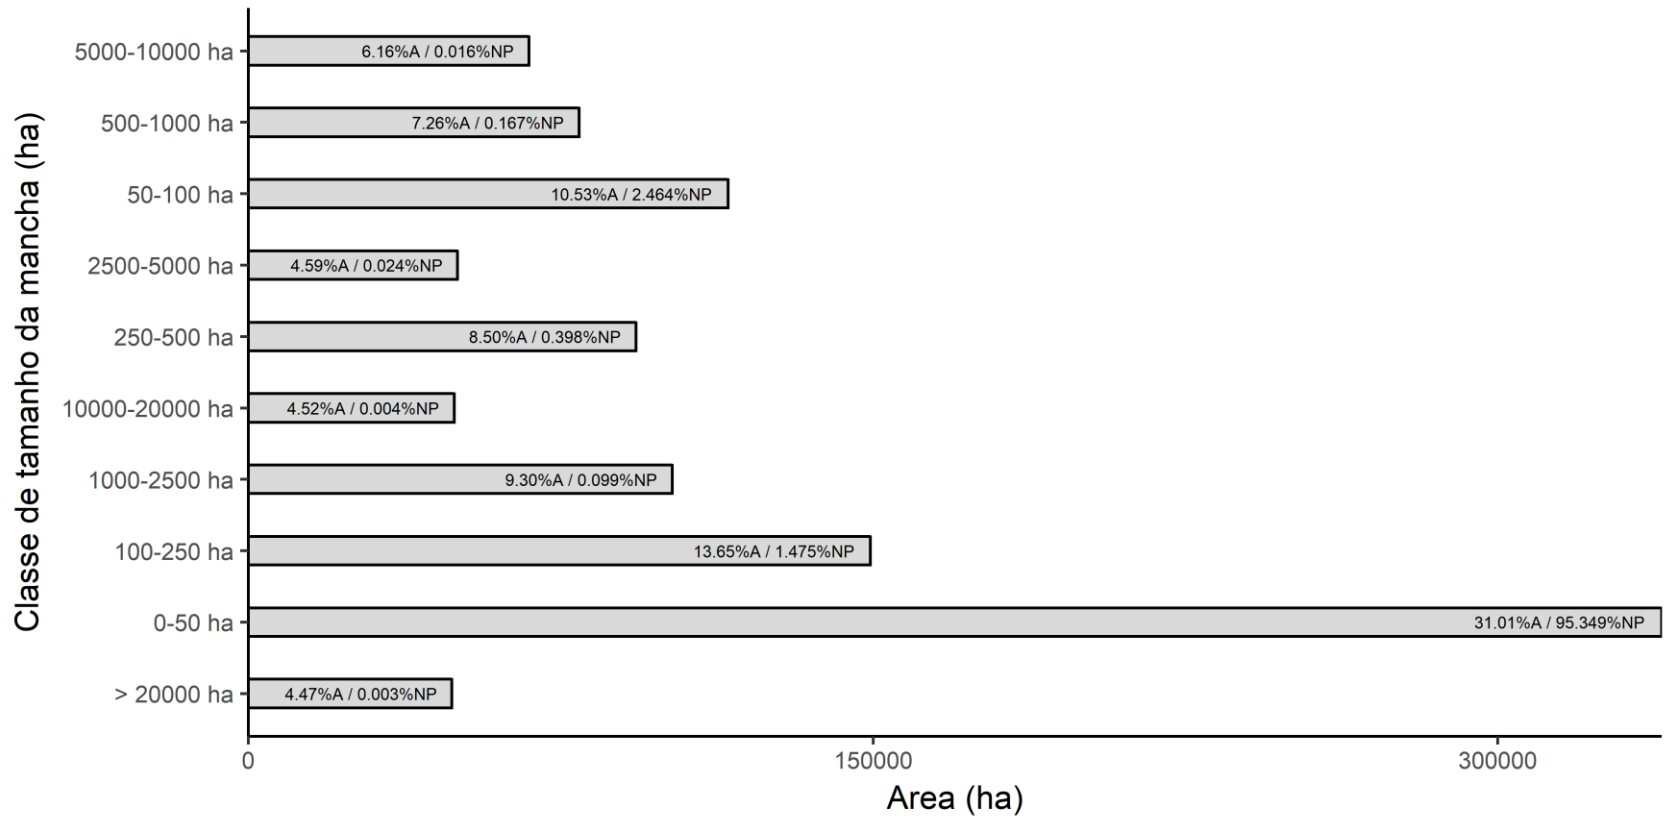 Classe de tamanho da mancha (ha)
5000-10000 ha
6.16%A / 0.016%NP
500-1000 ha
7.26%A / 0.167%NP
50-100 ha
10.53%A / 2.464%NP
2500-5000 ha
4.59%A / 0.024%NP
250-500 ha
8.50%A / 0.398%NP
10000-20000 ha
4.52%A / 0.004%NP
1000-2500 ha
9.30%A / 0.099%NP
100-250 ha
13.65%A / 1.475%NP
0-50 ha
31.01%A / 95.349%NP
> 20000 ha
4.47%A / 0.003%NP
0
150000
300000
Area (ha)